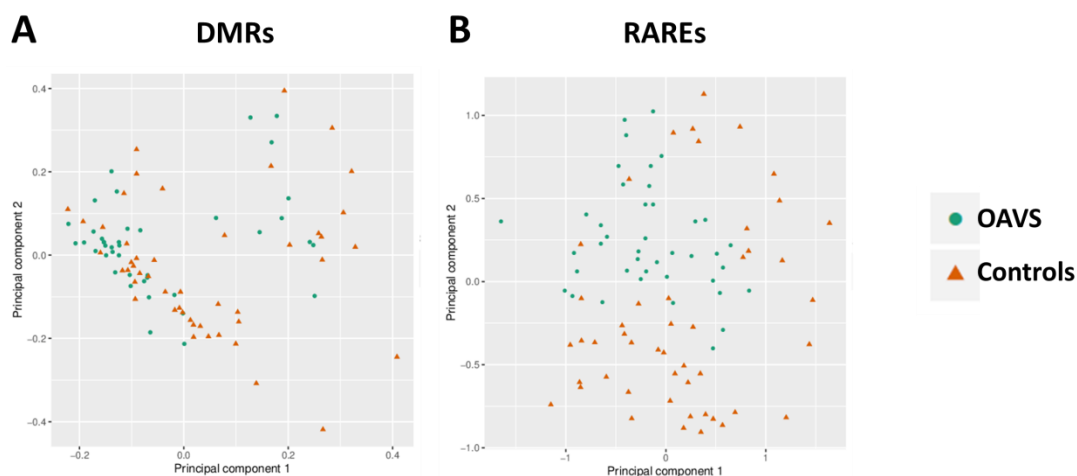 A
DMRs
0.4
0.2
0.0
−0.2
−0.4
−0.2
0.0
0.2
0.4
Principal component 2
Principal component 1
B
RAREs
1.0
0.5
0.0
−0.5
−1.0
−1
0
1
Principal component 2
Principal component 1
OAVS
Controls